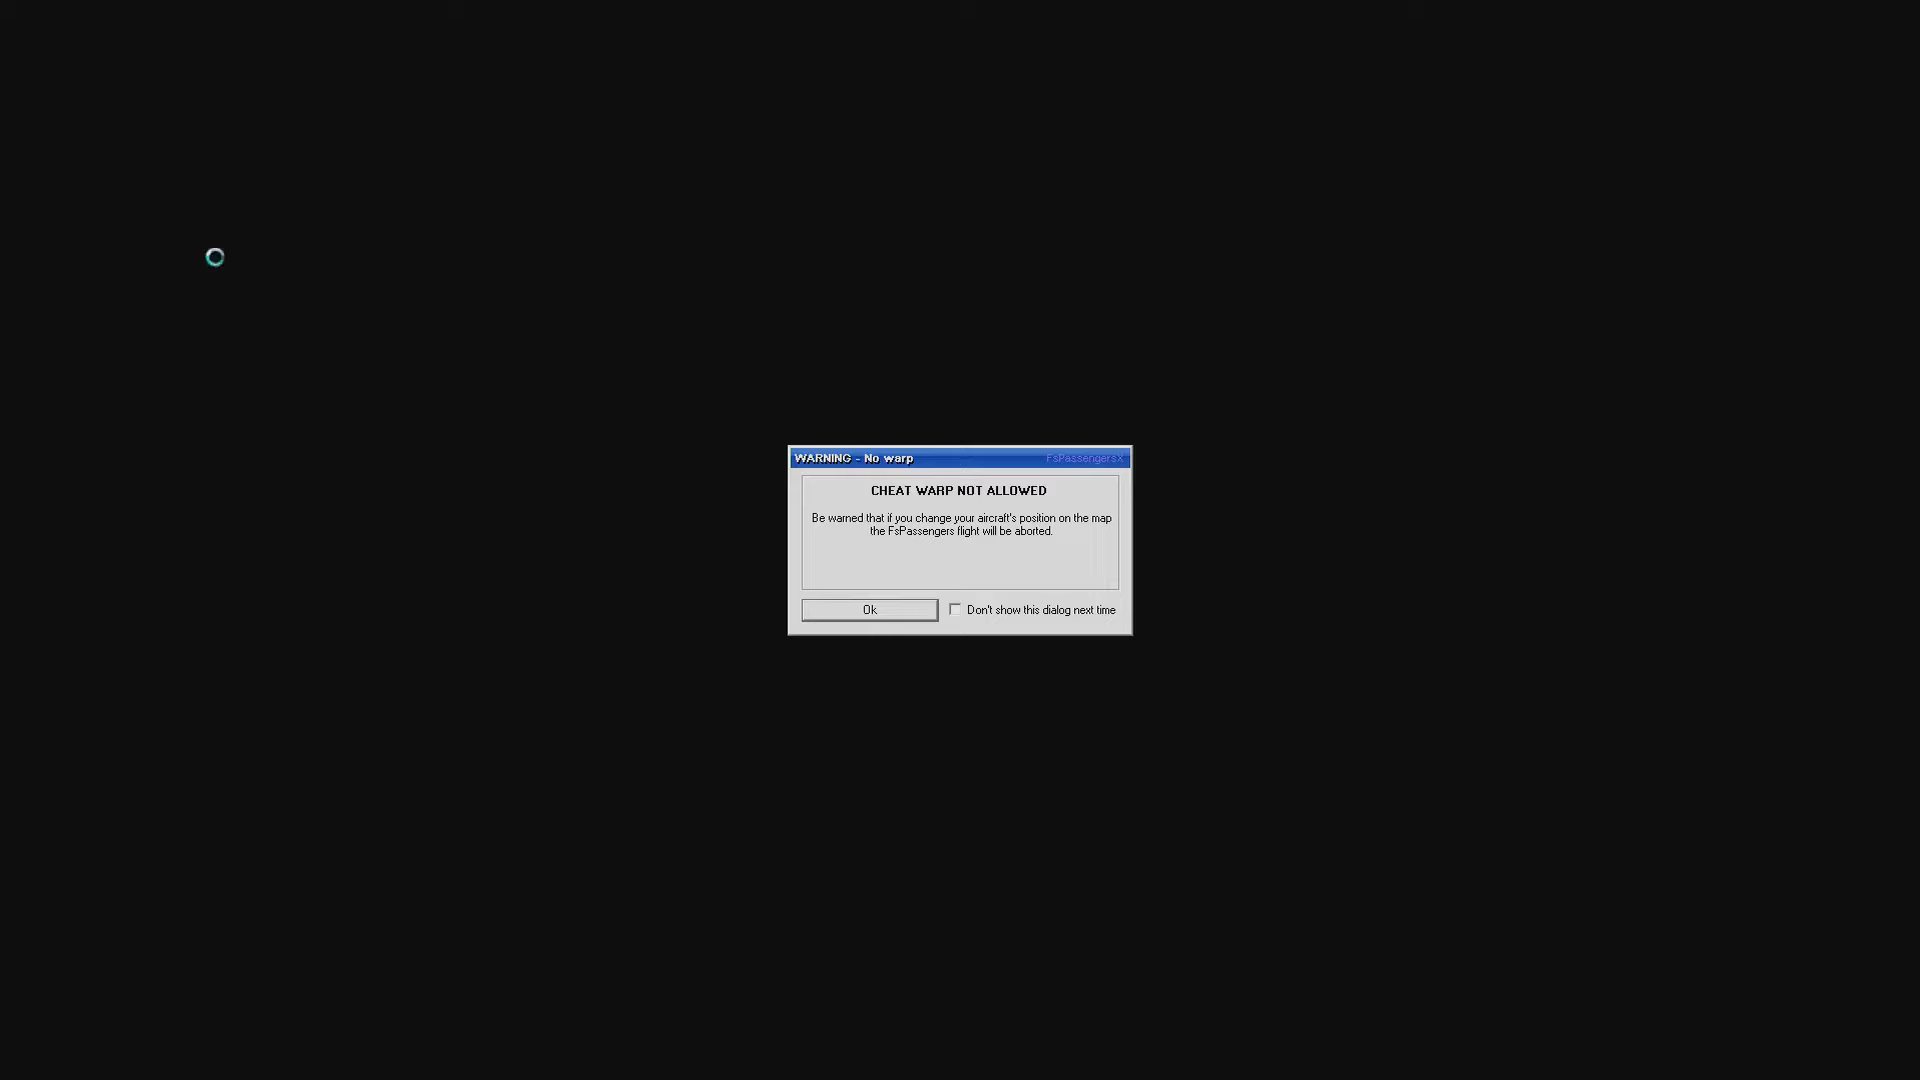 WARNING - No warp FsPassengersX
CHEAT WARP NOT ALLOWED
Be warned that if you change your aircraft's position on the map
the FsPassengers flight will be aborted.
Ok Don't show this dialog next time